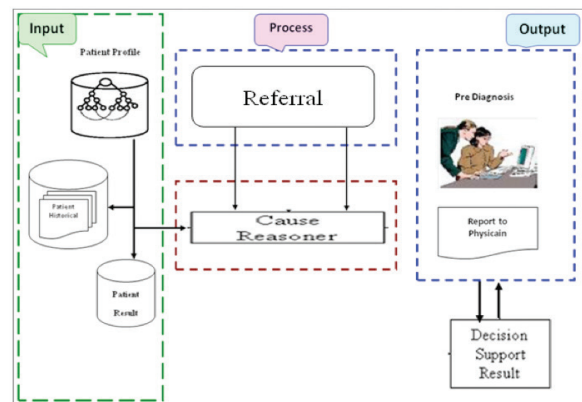 Input
Process
Output
Patient Profile
Referral
Pre Diagnosis
Patient
Historical
Cause
Reasoner
Report to
Physicain
Patient
Result
Decision
Support
Result